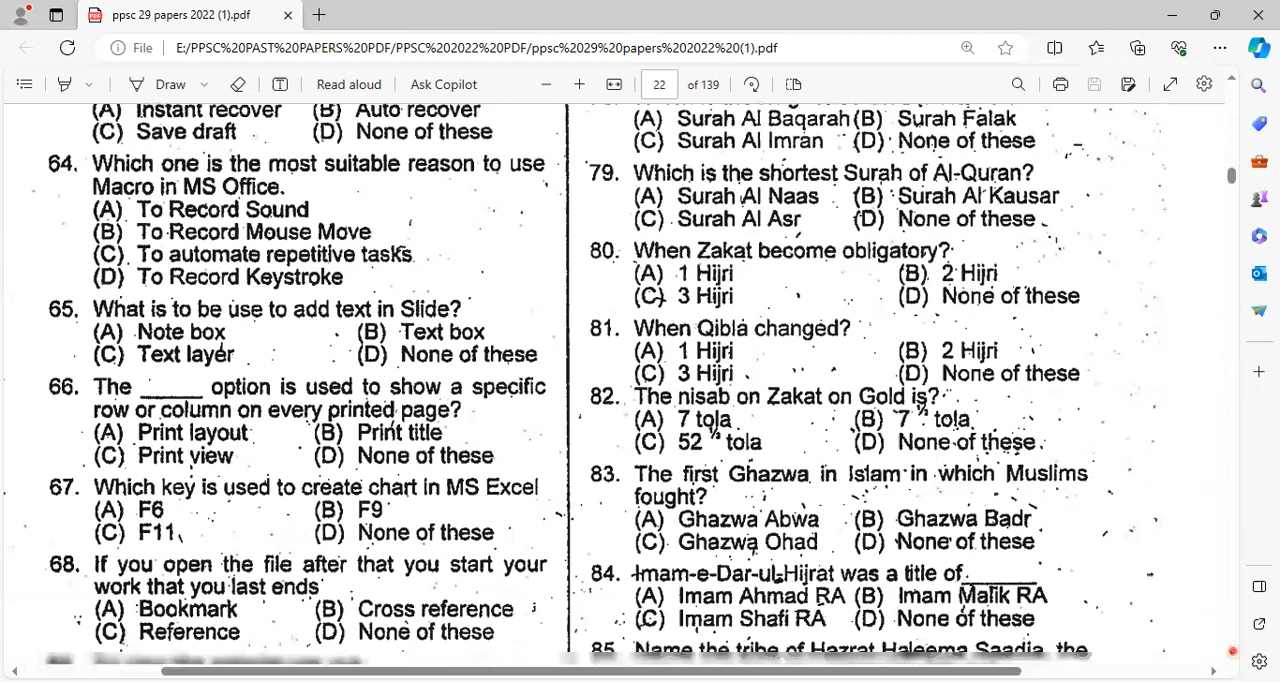 ppsc 29 papers 2022 (1).pdf
File
E:/PPSC%20PAST%20PAPERS%20PDF/PPSC%202022%20PDF/ppsc%2029%20papers%202022%20(1).pdf
Draw
Read aloud
Ask Copilot
22 of 139
(A) Instant recover (B) Auto recover
(C) Save draft (D) None of these
64. Which one is the most suitable reason to use
Macro in MS Office.
(A) To Record Sound
(B) To Record Mouse Move
(C) To automate repetitive tasks
(D) To Record Keystroke
65. What is to be use to add text in Slide?
(A) Note box (B) Text box
(C) Text layer (D) None of these
66. The ______ option is used to show a specific
row or column on every printed page?
(A) Print layout (B) Print title
(C) Print view (D) None of these
67. Which key is used to create chart in MS Excel
(A) F6 (B) F9
(C) F11 (D) None of these
68. If you open the file after that you start your
work that you last ends
(A) Bookmark (B) Cross reference
(C) Reference (D) None of these
(A) Surah Al Baqarah (B) Surah Falak
(C) Surah Al Imran (D) None of these
79. Which is the shortest Surah of Al-Quran?
(A) Surah Al Naas (B) Surah Al Kausar
(C) Surah Al Asr (D) None of these
80. When Zakat become obligatory?
(A) 1 Hijri (B) 2 Hijri
(C) 3 Hijri (D) None of these
81. When Qibla changed?
(A) 1 Hijri (B) 2 Hijri
(C) 3 Hijri (D) None of these
82. The nisab on Zakat on Gold is?
(A) 7 tola (B) 7 ½ tola
(C) 52 ½ tola (D) None of these
83. The first Ghazwa in Islam in which Muslims
fought?
(A) Ghazwa Abwa (B) Ghazwa Badr
(C) Ghazwa Ohad (D) None of these
84. Imam-e-Dar-ul-Hijrat was a title of ______
(A) Imam Ahmad RA (B) Imam Malik RA
(C) Imam Shafi RA (D) None of these
85. Name the tribe of Hazrat Haleema Saadia, the